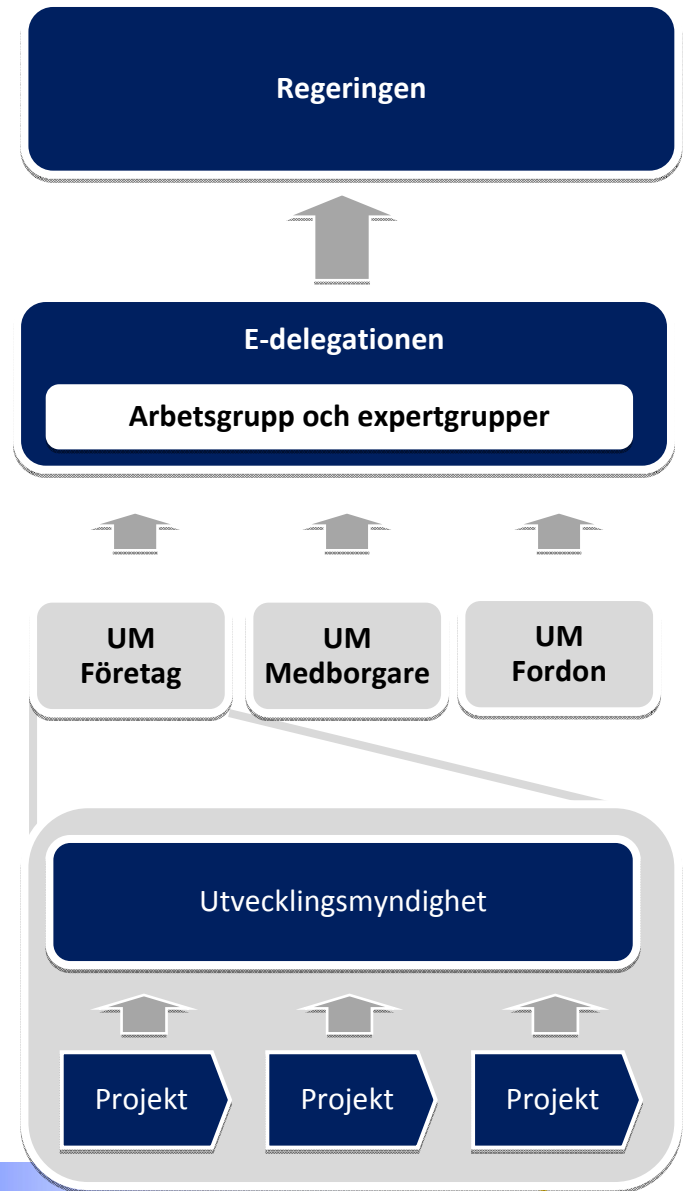 Regeringen
E-delegationen
Arbetsgrupp och expertgrupper
UM
Företag
UM
Medborgare
UM
Fordon
Utvecklingsmyndighet
Projekt
Projekt
Projekt